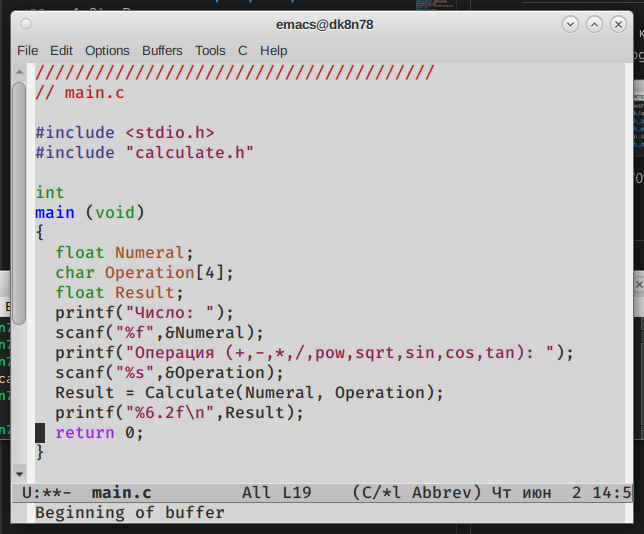 emacs@dk8n78
File Edit Options Buffers Tools C Help
////////////////////////////////////////
// main.c
#include <stdio.h>
#include "calculate.h"
int
main (void)
{
  float Numeral;
  char Operation[4];
  float Result;
  printf("Число: ");
  scanf("%f",&Numeral);
  printf("Операция (+,-,*,/,pow,sqrt,sin,cos,tan): ");
  scanf("%s",&Operation);
  Result = Calculate(Numeral, Operation);
  printf("%6.2f\n",Result);
  return 0;
}
U:**-  main.c         All L19    (C/*l Abbrev) Чт июн  2 14:5
Beginning of buffer